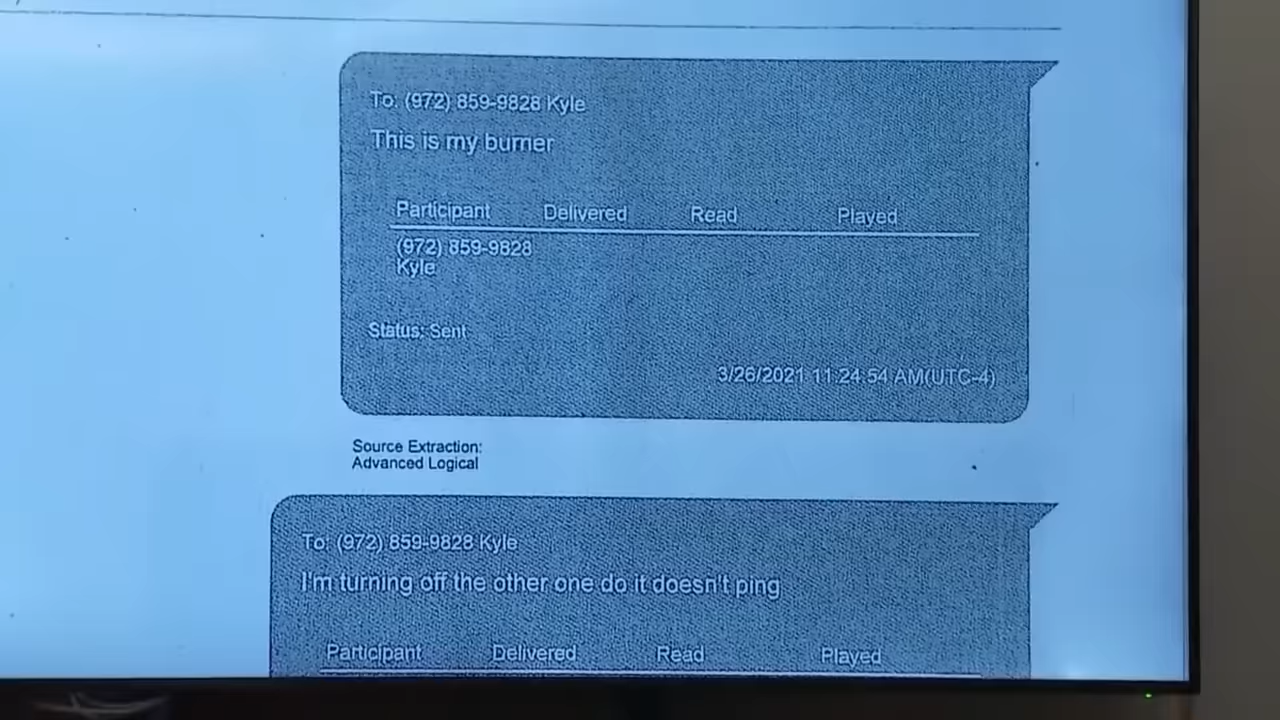 To: (972) 859-9828 Kyle
This is my burner
Participant Delivered Read Played
(972) 859-9828
Kyle
Status: Sent
3/26/2021 11:24:54 AM(UTC-4)
Source Extraction:
Advanced Logical
To: (972) 859-9828 Kyle
I'm turning off the other one do it doesn't ping
Participant Delivered Read Played